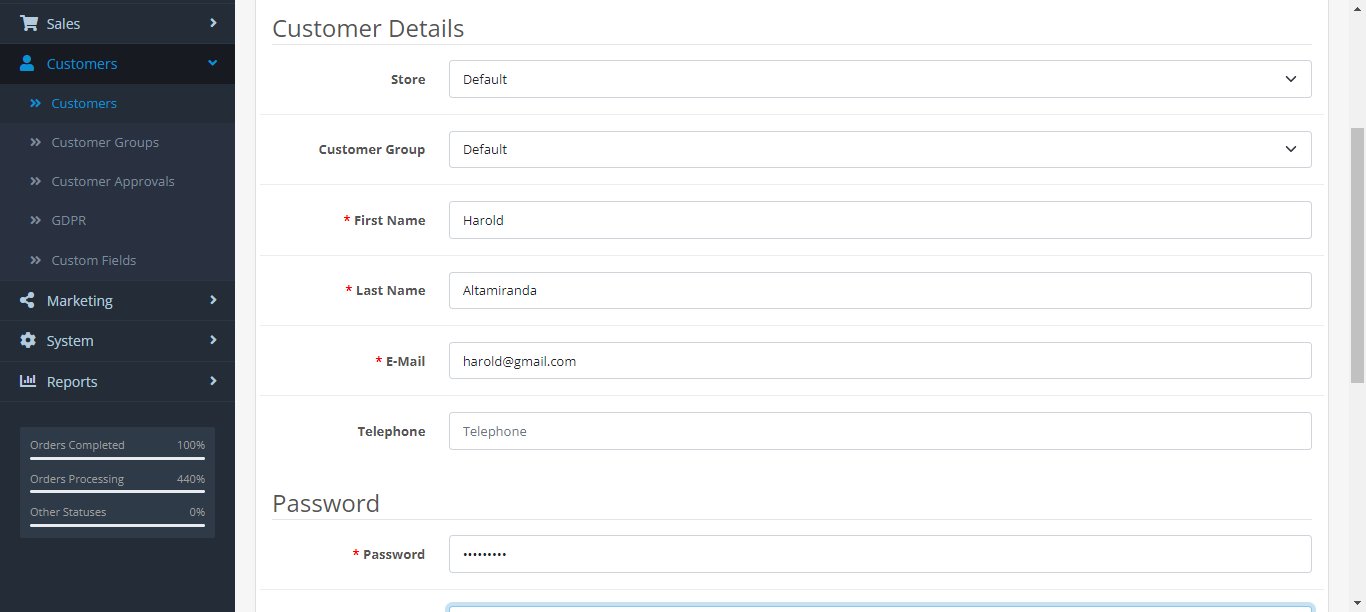 Sales
Customers
Customers
Customer Groups
Customer Approvals
GDPR
Custom Fields
Marketing
System
Reports
Orders Completed 100%
Orders Processing 440%
Other Statuses 0%
Customer Details
Store Default
Customer Group Default
* First Name Harold
* Last Name Altamiranda
* E-Mail harold@gmail.com
Telephone Telephone
Password
* Password •••••••••